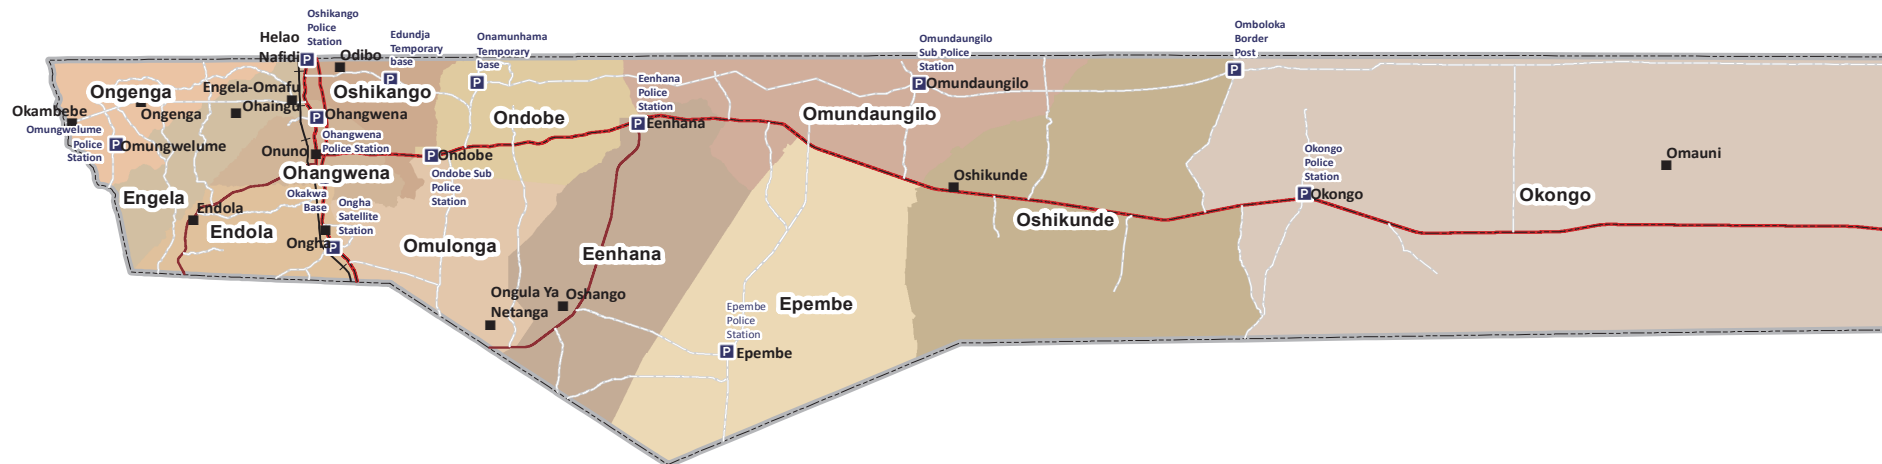 Oshikango
Police
Station
Helao
Nafidi
Odibo
Edundja
Temporary
base
Onamunhama
Temporary
base
Omundaungilo
Sub Police
Station
Omboloka
Border
Post
Ongenga
Engela-Omafu
Oshikango
Eenhana
Police
Station
Omundaungilo
Okambebe
Ongenga
Ohaingu
Ohangwena
Ondobe
Eenhana
Omundaungilo
Omungwelume
Police
Station
Omungwelume
Ohangwena
Police Station
Onuno
Ondobe
Ohangwena
Ondobe Sub
Police
Station
Oshikunde
Okongo
Police
Station
Okongo
Omauni
Okongo
Engela
Endola
Endola
Okakwa
Base
Ongha
Satellite
Station
Ongha
Omulonga
Eenhana
Oshikunde
Ongula Ya
Netanga
Oshango
Epembe
Police
Station
Epembe
Epembe
P
P
P
P
P
P
P
P
P
P
P
P